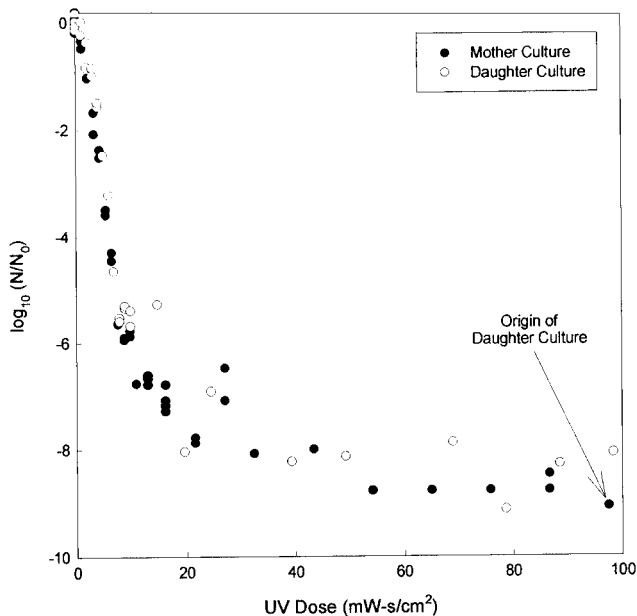 0
Mother Culture
Daughter Culture
-2
-4
log₁₀ (N/N₀)
Origin of
Daughter Culture
-6
-8
-10
0 20 40 60 80 100
UV Dose (mW-s/cm²)